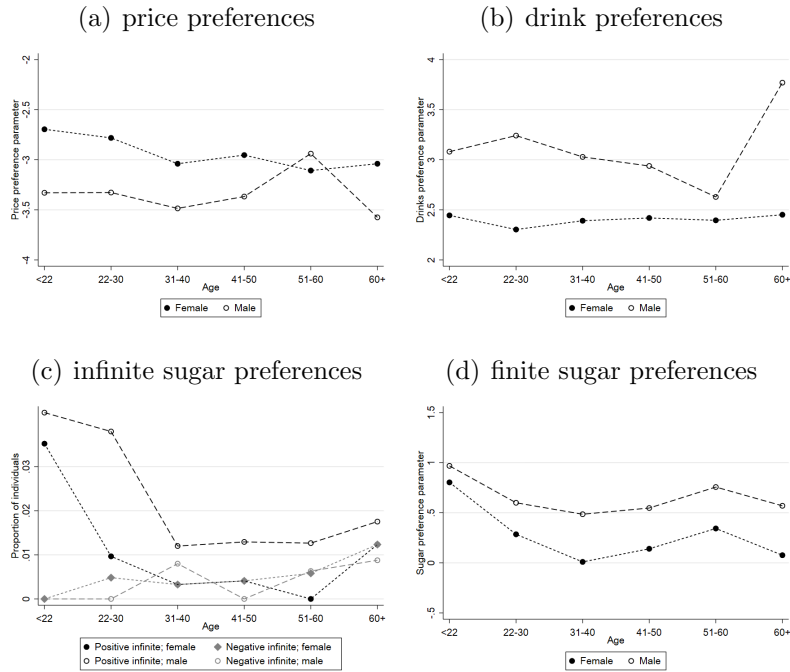 (a) price preferences
Price preference parameter
-2
-2.5
-3
-3.5
-4
<22 22-30 31-40 41-50 51-60 60+
Age
Female Male
(b) drink preferences
Drinks preference parameter
4
3.5
3
2.5
2
<22 22-30 31-40 41-50 51-60 60+
Age
Female Male
(c) infinite sugar preferences
Proportion of individuals
.03
.02
.01
0
<22 22-30 31-40 41-50 51-60 60+
Age
Positive infinite; female Negative infinite; female
Positive infinite; male Negative infinite; male
(d) finite sugar preferences
Sugar preference parameter
1.5
1
.5
0
-.5
<22 22-30 31-40 41-50 51-60 60+
Age
Female Male